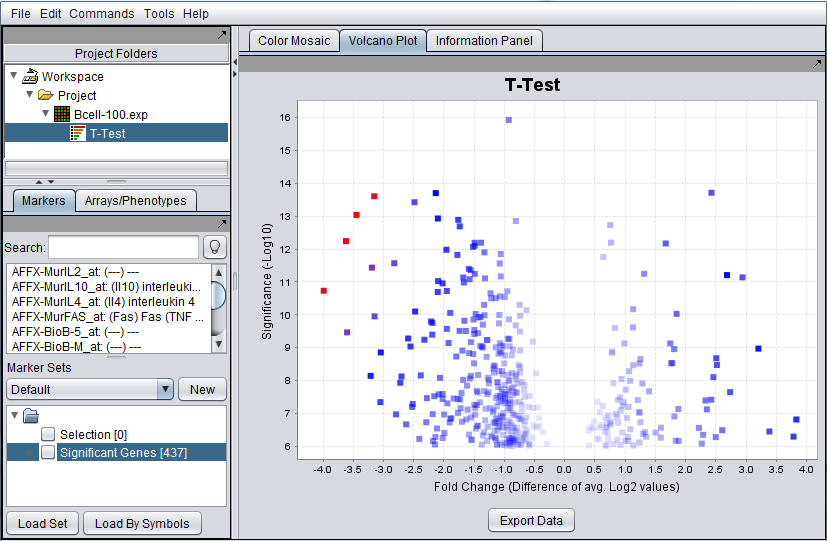 File Edit Commands Tools Help
Project Folders
Workspace
Project
Bcell-100.exp
T-Test
Markers Arrays/Phenotypes
Search:
AFFX-MurIL2_at: (---) ---
AFFX-MurIL10_at: (Il10) interleuki...
AFFX-MurIL4_at: (Il4) interleukin 4
AFFX-MurFAS_at: (Fas) Fas (TNF ...
AFFX-BioB-5_at: (---) ---
AFFX-BioB-M_at: (---) ---
Marker Sets
Default New
Selection [0]
Significant Genes [437]
Load Set Load By Symbols
Color Mosaic Volcano Plot Information Panel
T-Test
Significance (-Log10)
16
15
14
13
12
11
10
9
8
7
6
-4.0 -3.5 -3.0 -2.5 -2.0 -1.5 -1.0 -0.5 0.0 0.5 1.0 1.5 2.0 2.5 3.0 3.5 4.0
Fold Change (Difference of avg. Log2 values)
Export Data